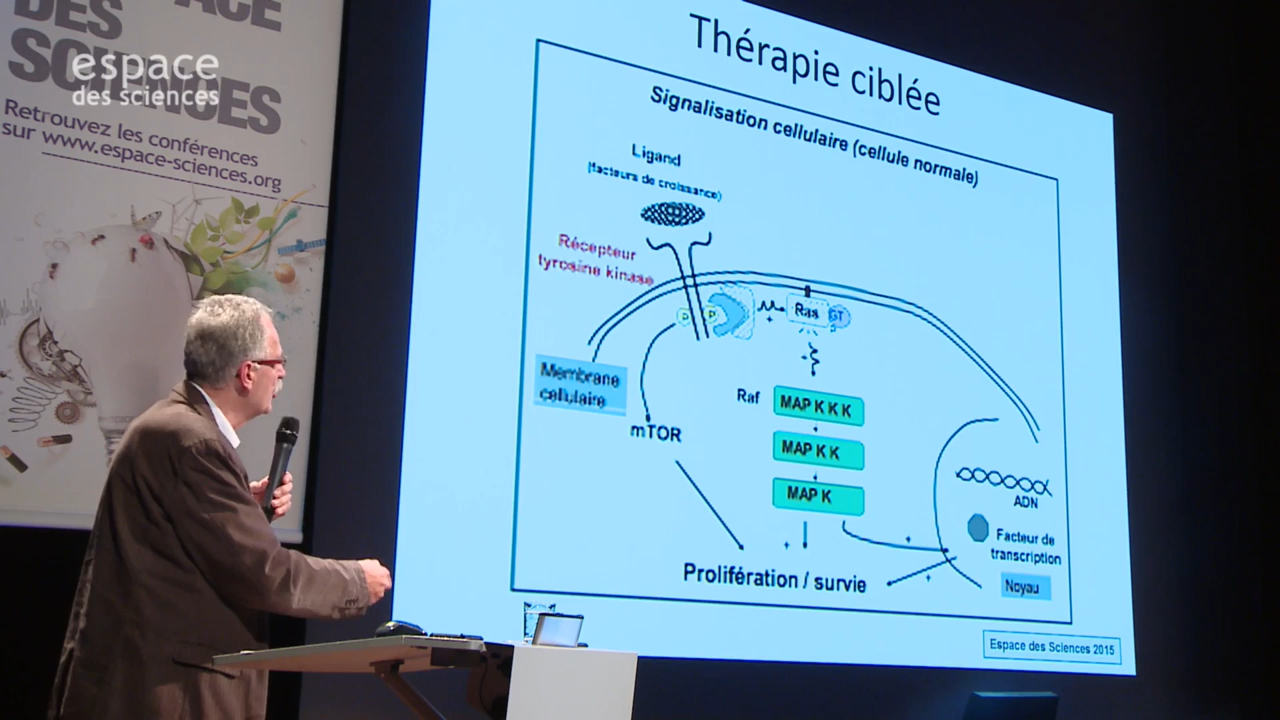 DES
ACE
SCIENCES
espace
des sciences
Retrouvez les conférences
sur www.espace-sciences.org
Thérapie ciblée
Signalisation cellulaire (cellule normale)
Ligand
(facteurs de croissance)
Récepteur
tyrosine kinase
P
P
Ras
GT
P
Membrane
cellulaire
Raf
MAP K K K
mTOR
MAP K K
MAP K
ADN
Facteur de
transcription
Prolifération / survie
Noyau
Espace des Sciences 2015